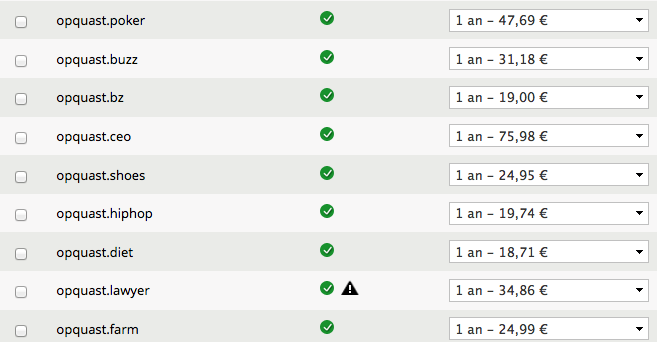 opquast.poker 1 an – 47,69 €
opquast.buzz 1 an – 31,18 €
opquast.bz 1 an – 19,00 €
opquast.ceo 1 an – 75,98 €
opquast.shoes 1 an – 24,95 €
opquast.hiphop 1 an – 19,74 €
opquast.diet 1 an – 18,71 €
opquast.lawyer 1 an – 34,86 €
opquast.farm 1 an – 24,99 €